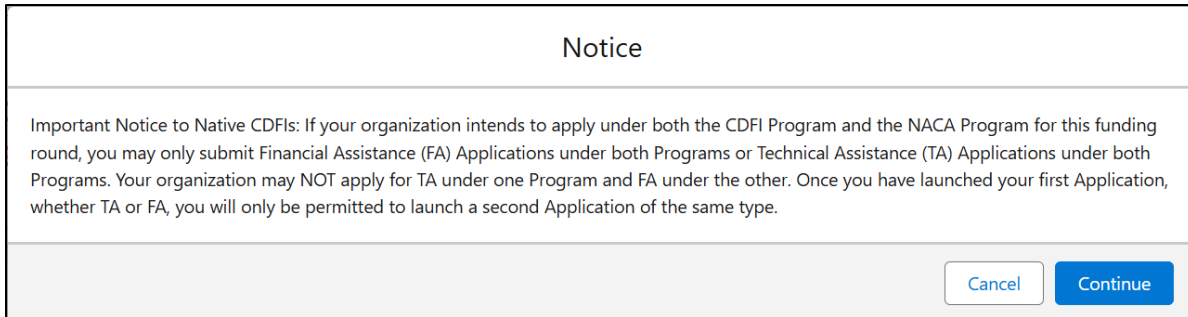 Notice
Important Notice to Native CDFIs: If your organization intends to apply under both the CDFI Program and the NACA Program for this funding
round, you may only submit Financial Assistance (FA) Applications under both Programs or Technical Assistance (TA) Applications under both
Programs. Your organization may NOT apply for TA under one Program and FA under the other. Once you have launched your first Application,
whether TA or FA, you will only be permitted to launch a second Application of the same type.
Cancel Continue